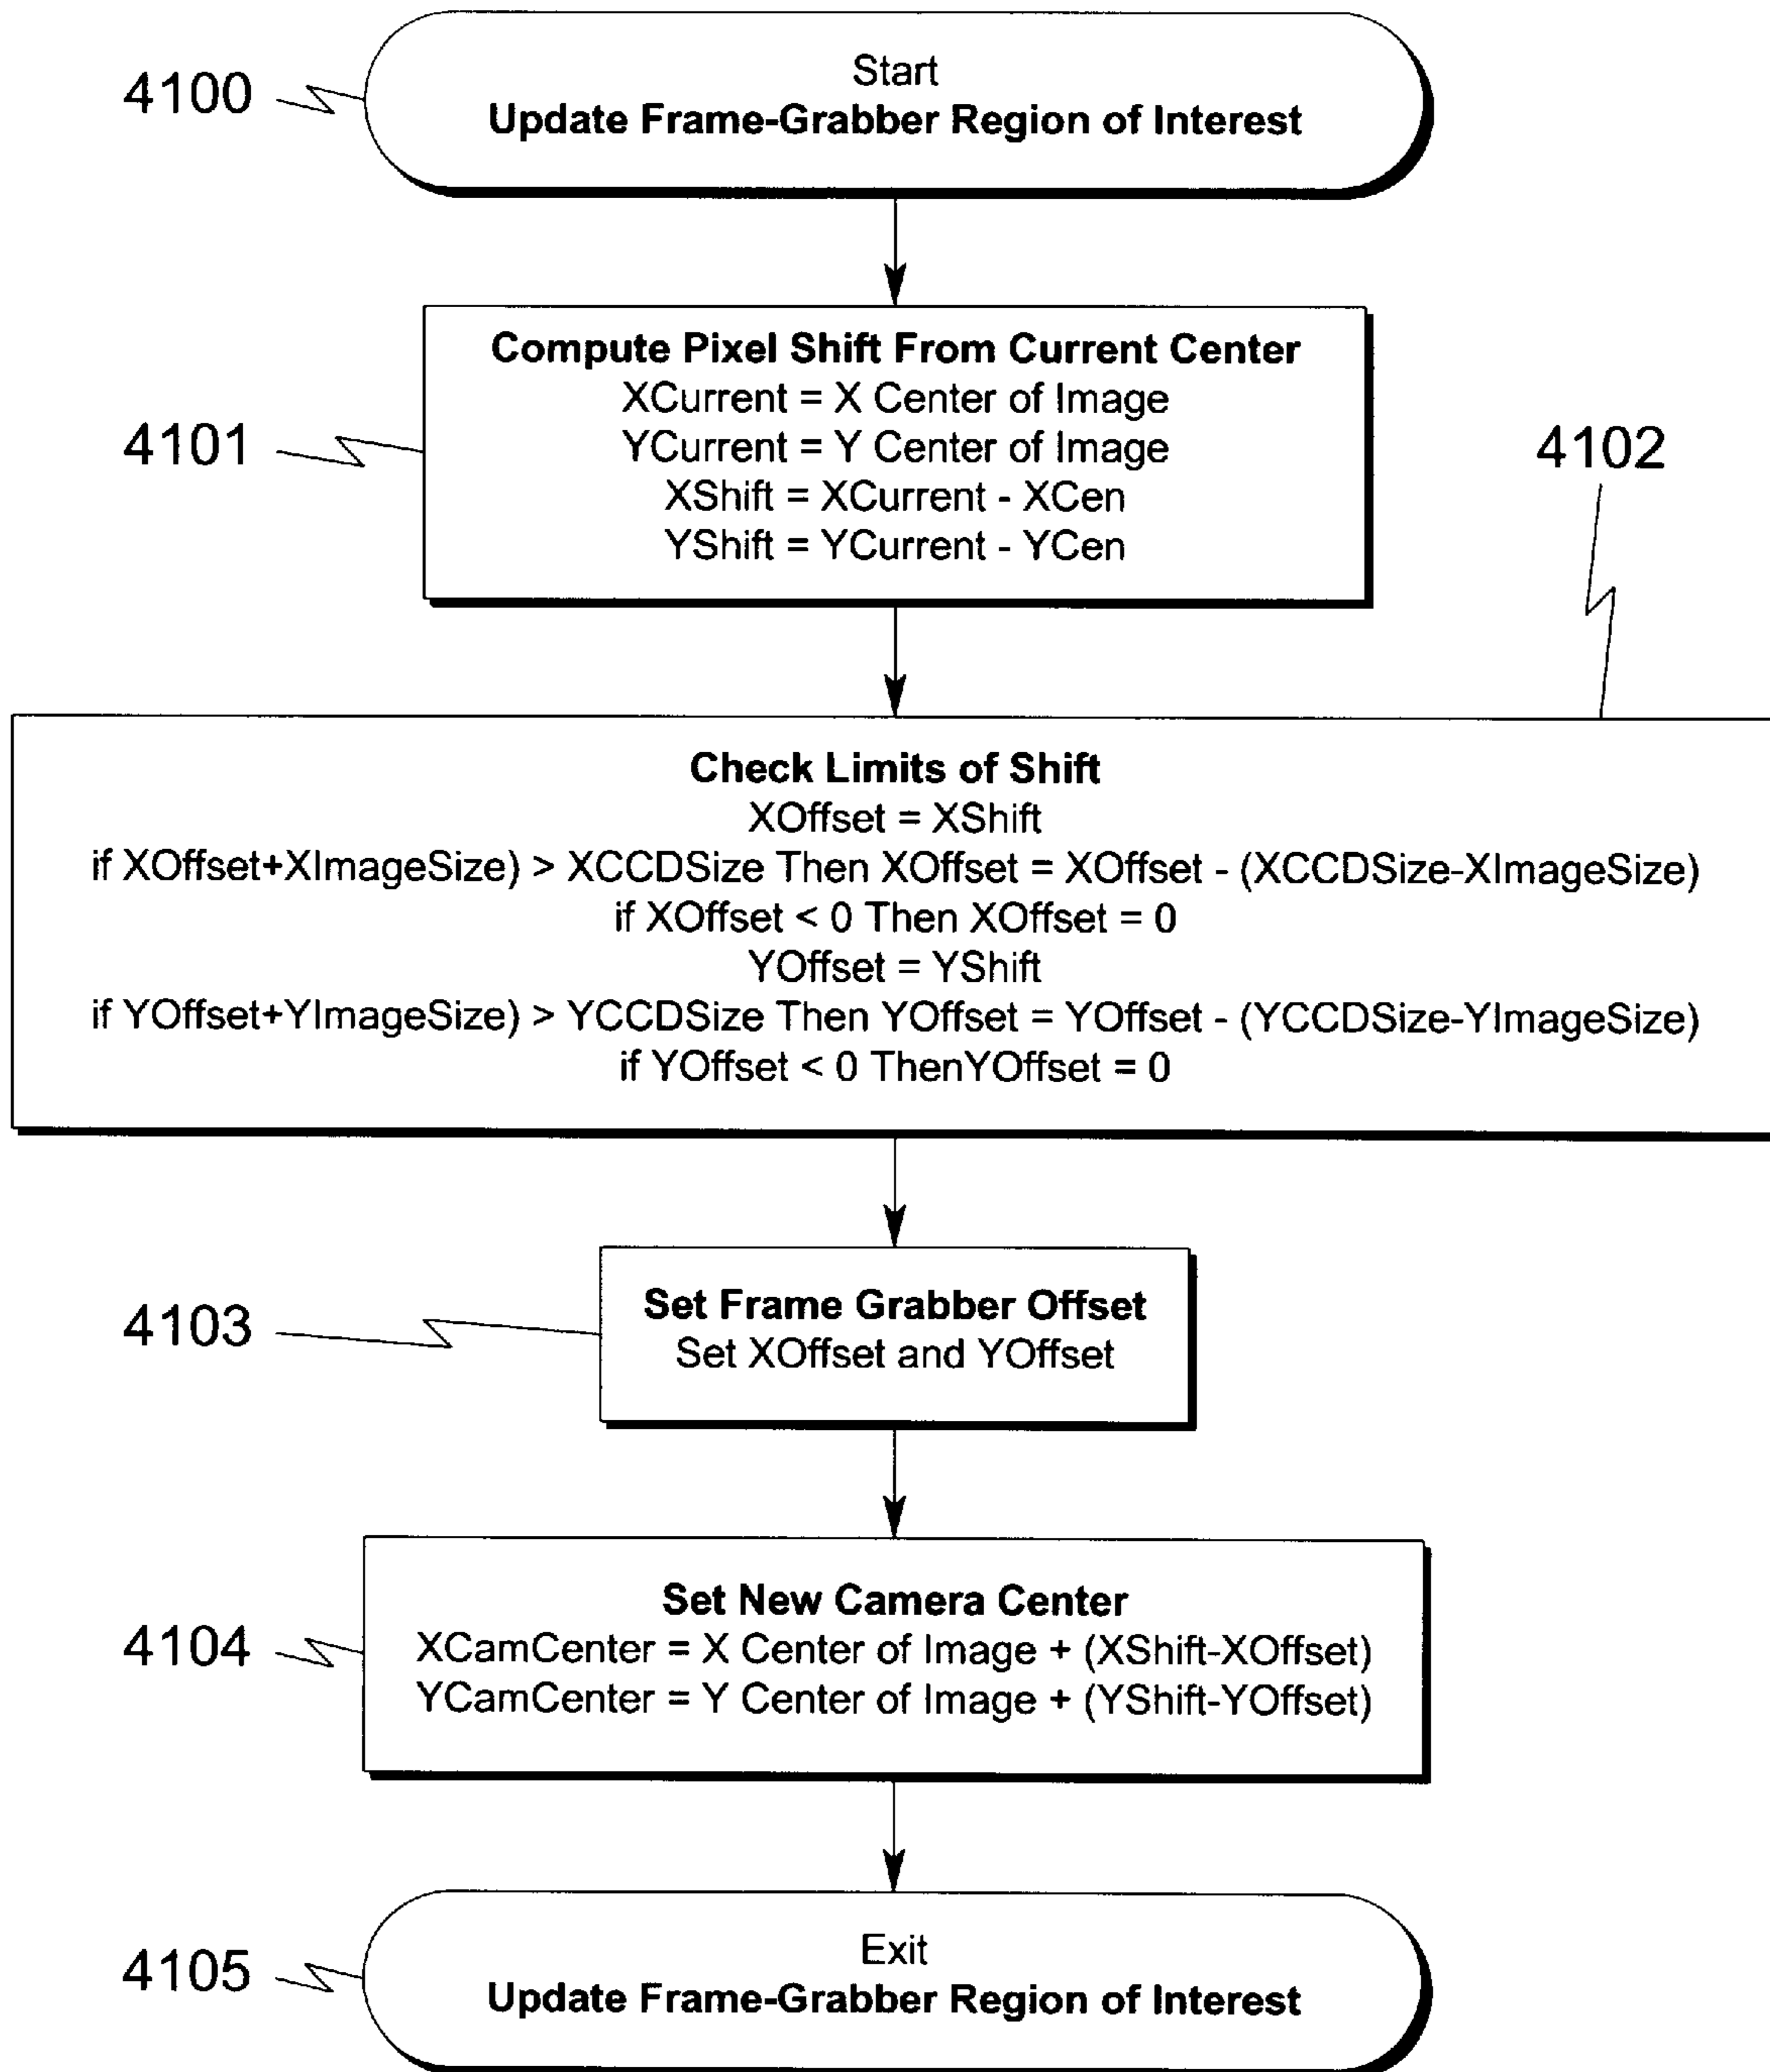 4100
Start
Update Frame-Grabber Region of Interest
4101
Compute Pixel Shift From Current Center
XCurrent = X Center of Image
YCurrent = Y Center of Image
XShift = XCurrent - XCen
YShift = YCurrent - YCen
4102
Check Limits of Shift
XOffset = XShift
if XOffset+XImageSize) > XCCDSize Then XOffset = XOffset - (XCCDSize-XImageSize)
if XOffset < 0 Then XOffset = 0
YOffset = YShift
if YOffset+YImageSize) > YCCDSize Then YOffset = YOffset - (YCCDSize-YImageSize)
if YOffset < 0 ThenYOffset = 0
4103
Set Frame Grabber Offset
Set XOffset and YOffset
4104
Set New Camera Center
XCamCenter = X Center of Image + (XShift-XOffset)
YCamCenter = Y Center of Image + (YShift-YOffset)
4105
Exit
Update Frame-Grabber Region of Interest